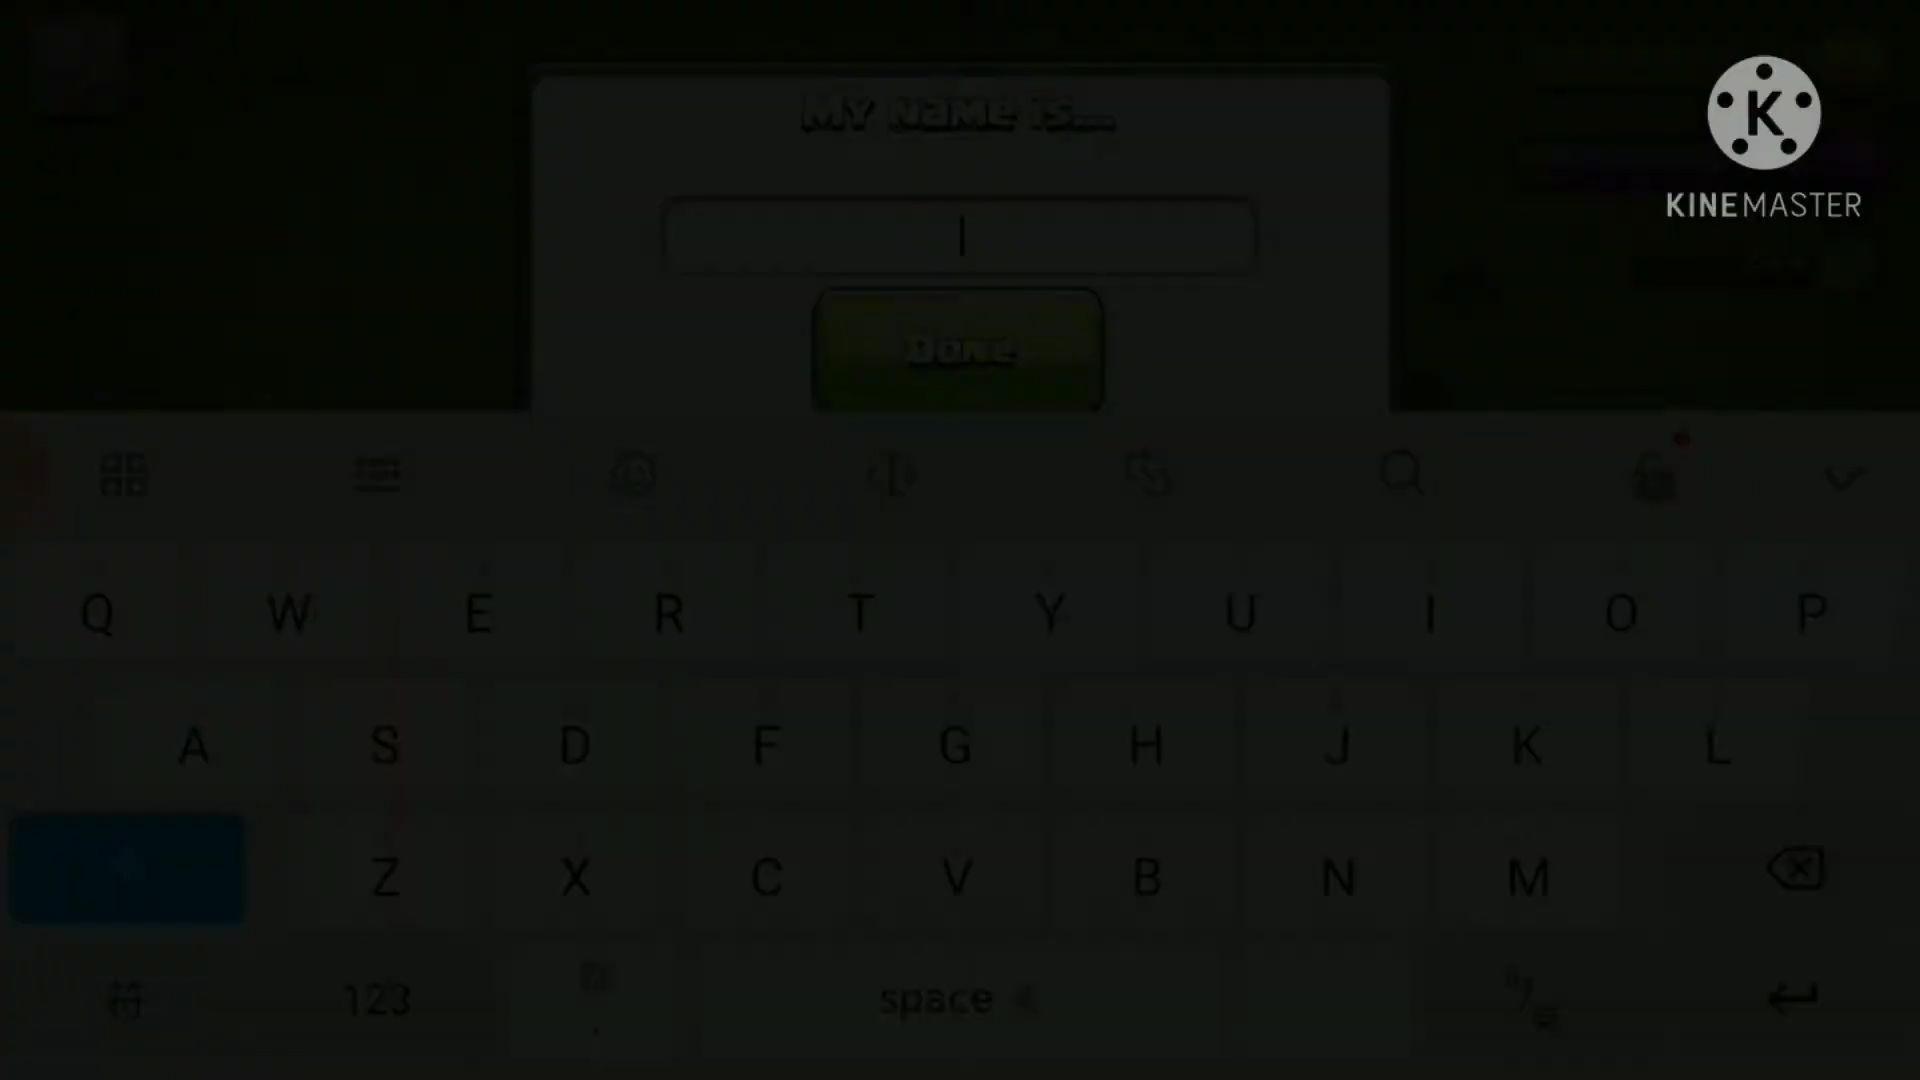 My Name is....
K
KINEMASTER
Done
Q W E R T Y U I O P
A S D F G H J K L
Z X C V B N M
123 space